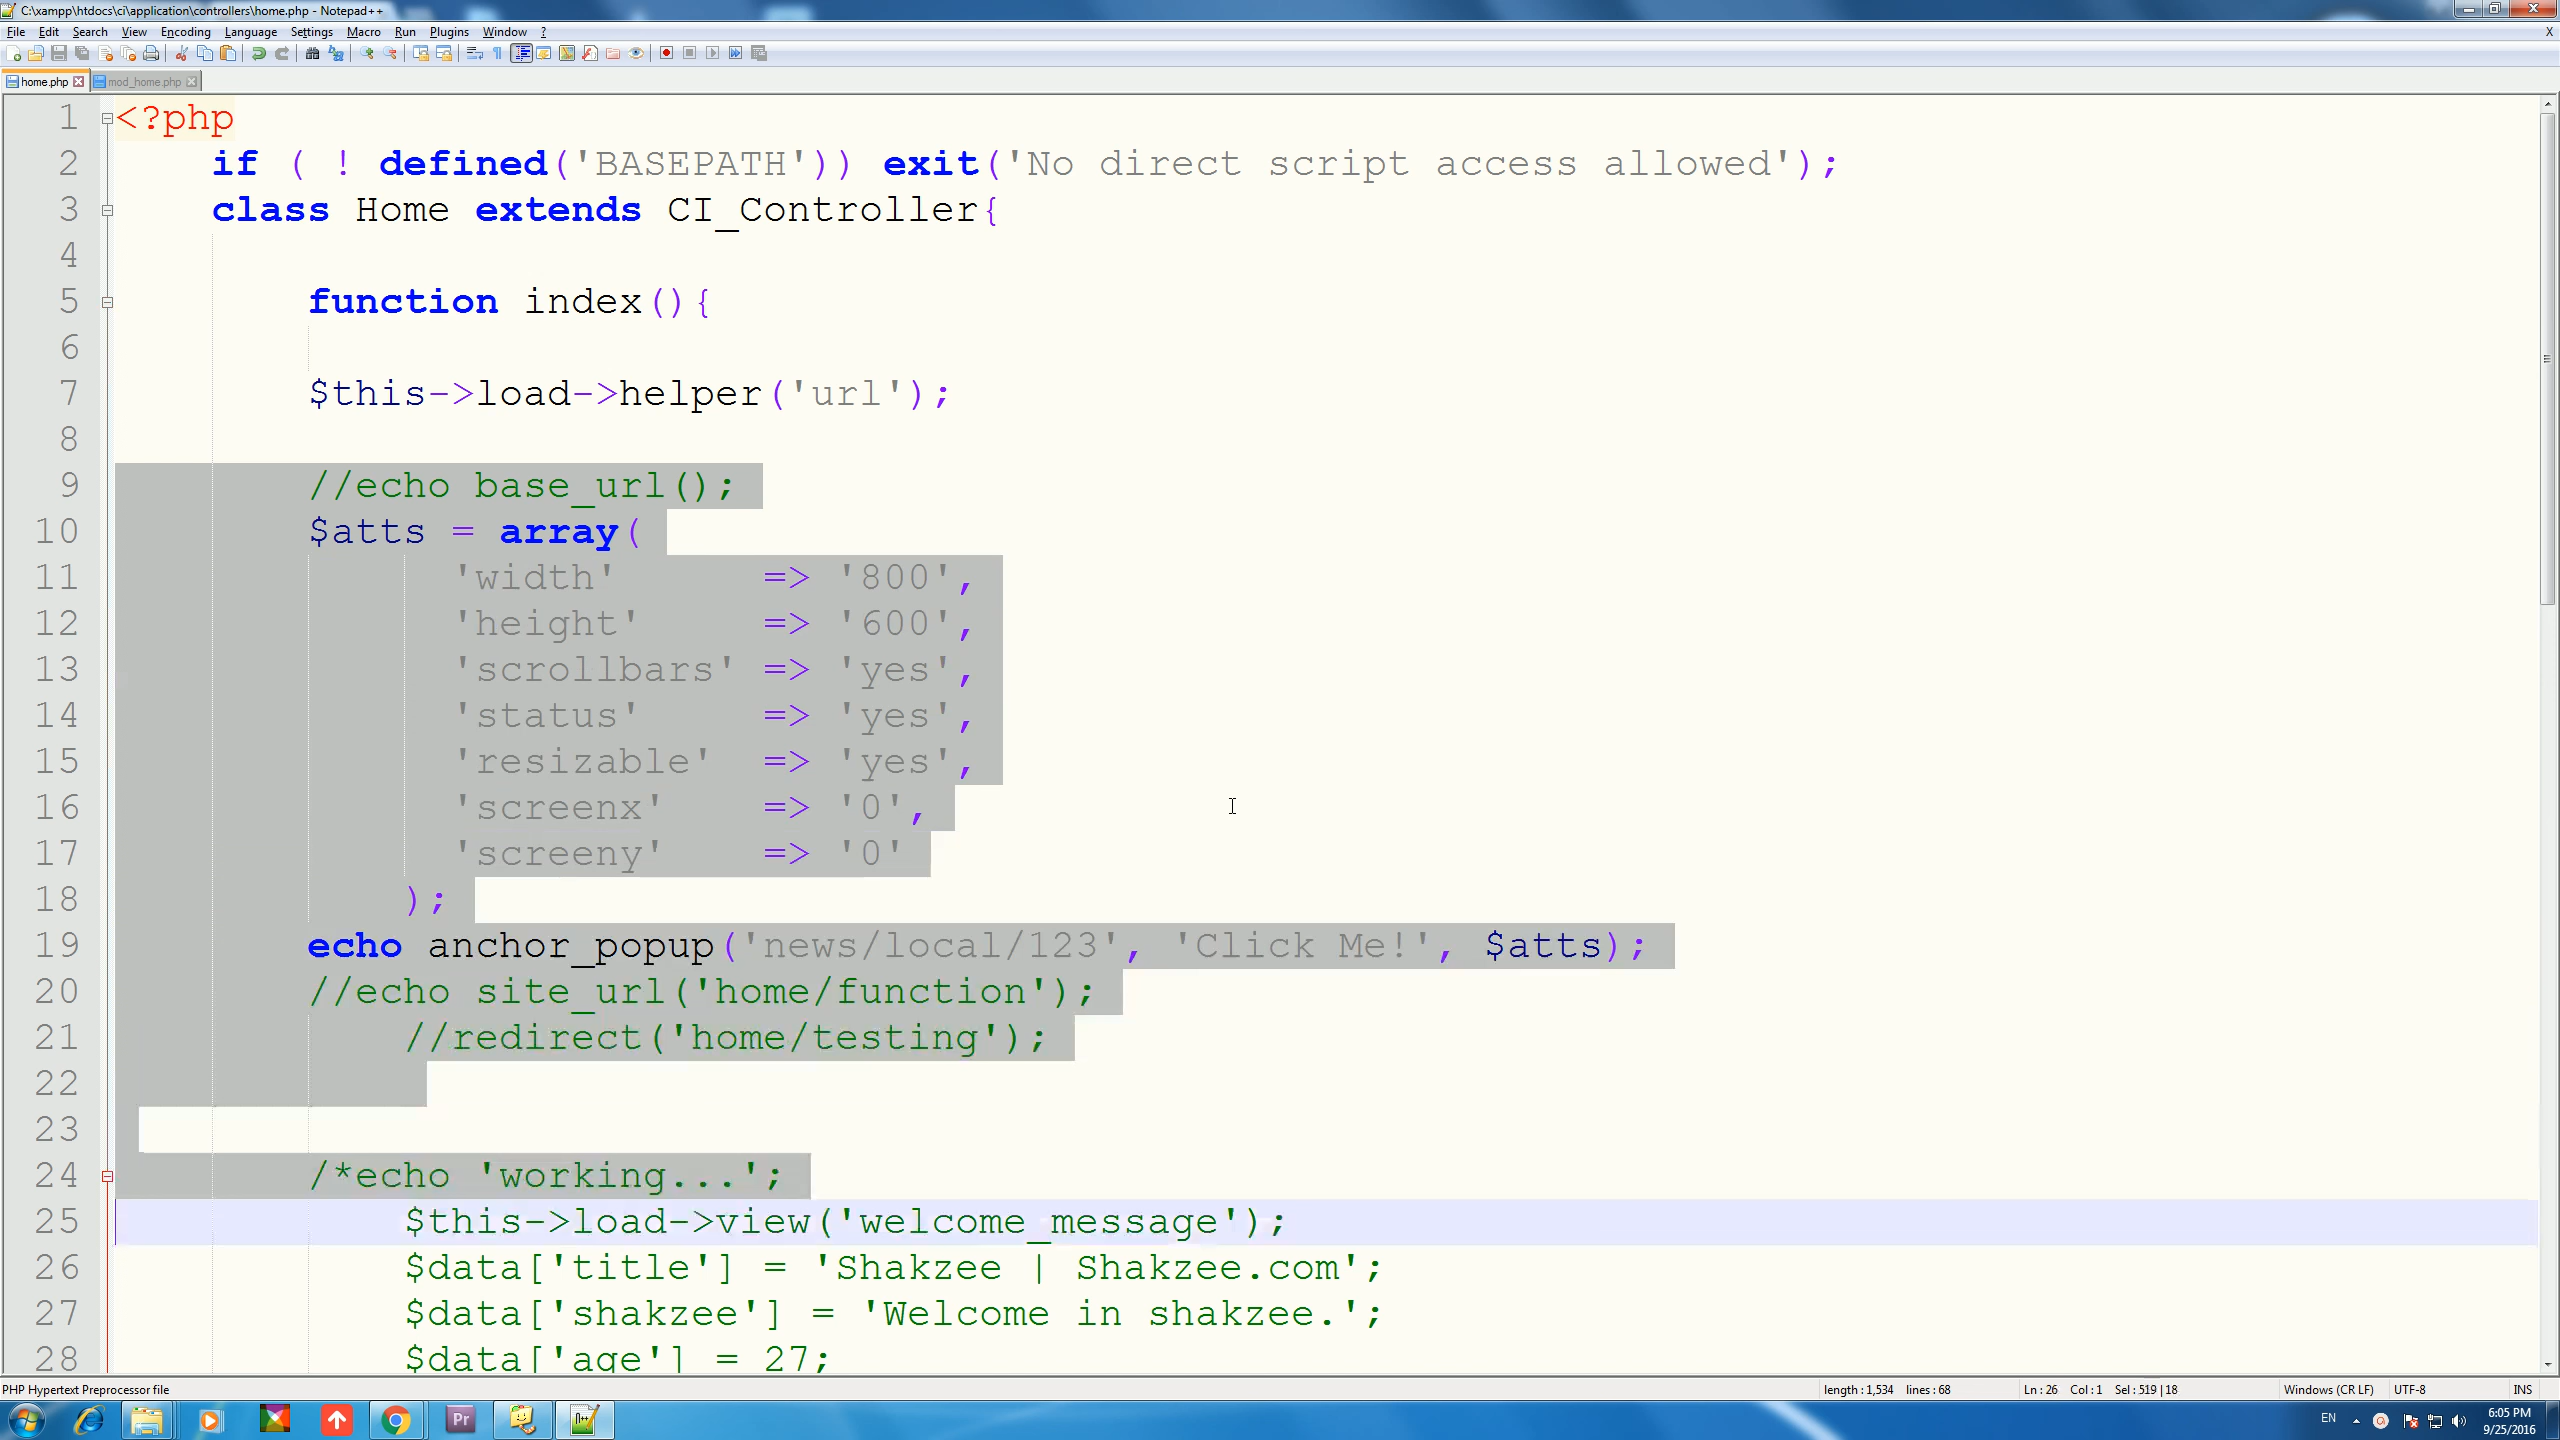 C:\xampp\htdocs\ci\application\controllers\home.php - Notepad++
File Edit Search View Encoding Language Settings Macro Run Plugins Window ? X
home.php mod_home.php
1 <?php
2 if ( ! defined('BASEPATH')) exit('No direct script access allowed');
3 class Home extends CI_Controller{
4
5 function index(){
6
7 $this->load->helper('url');
8
9 //echo base_url();
10 $atts = array(
11 'width' => '800',
12 'height' => '600',
13 'scrollbars' => 'yes',
14 'status' => 'yes',
15 'resizable' => 'yes',
16 'screenx' => '0',
17 'screeny' => '0'
18 );
19 echo anchor_popup('news/local/123', 'Click Me!', $atts);
20 //echo site_url('home/function');
21 //redirect('home/testing');
22
23
24 /*echo 'working...';
25 $this->load->view('welcome_message');
26 $data['title'] = 'Shakzee | Shakzee.com';
27 $data['shakzee'] = 'Welcome in shakzee.';
28 $data['age'] = 27;
PHP Hypertext Preprocessor file length : 1,534 lines : 68 Ln : 26 Col : 1 Sel : 519 | 18 Windows (CR LF) UTF-8 INS
Pr EN 6:05 PM
9/25/2016